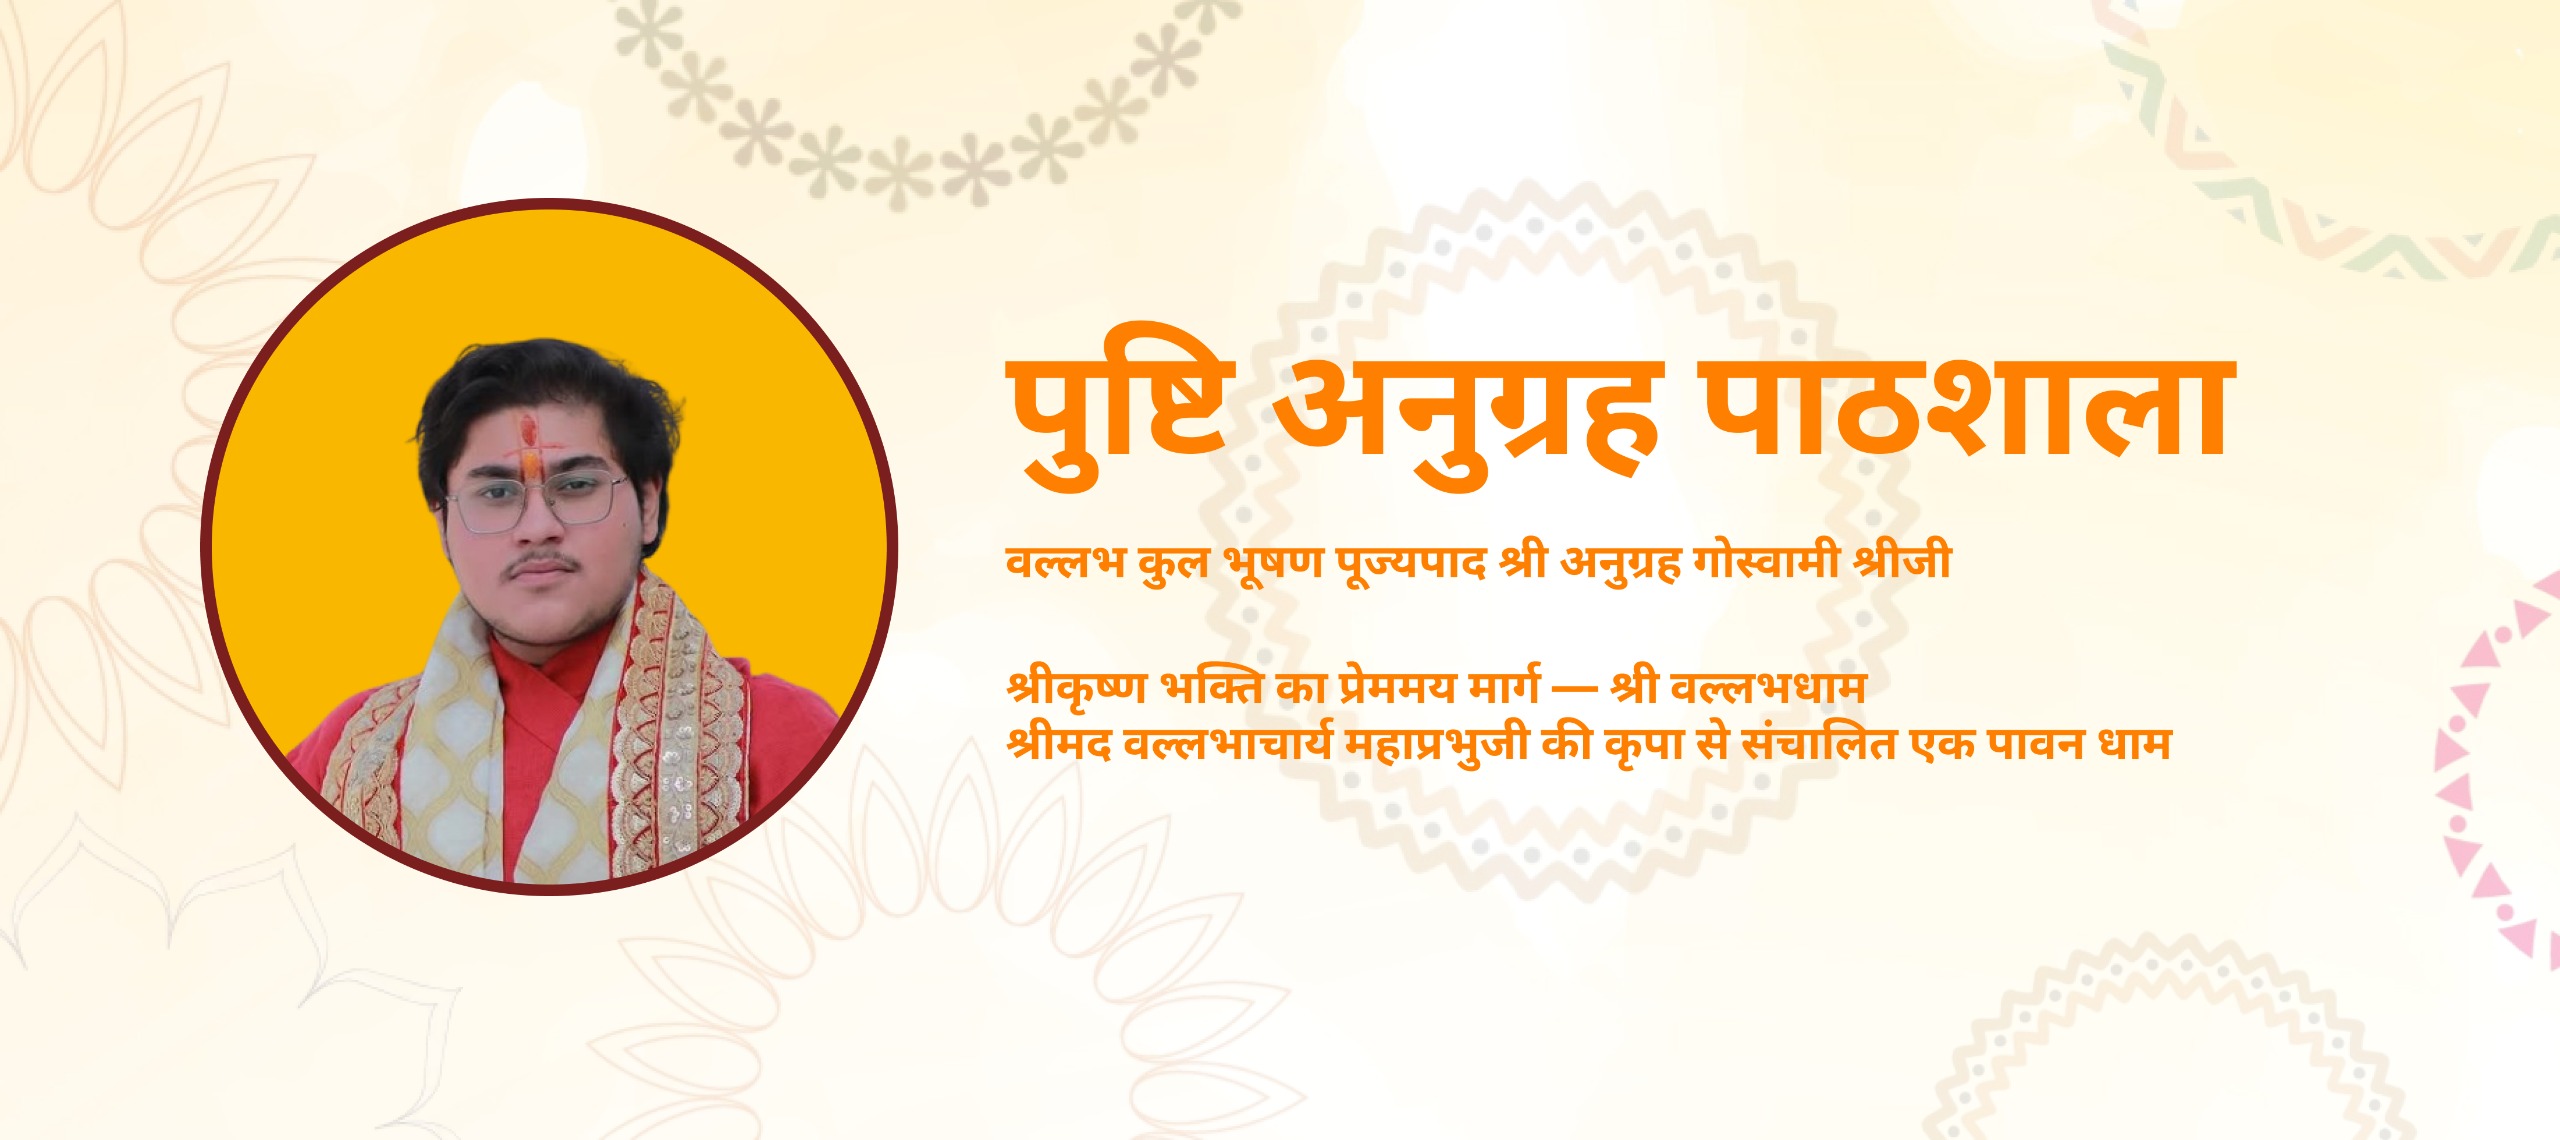 पुष्टि अनुग्रह पाठशाला
वल्लभ कुल भूषण पूज्यपाद श्री अनुग्रह गोस्वामी श्रीजी
श्रीकृष्ण भक्ति का प्रेममय मार्ग — श्री वल्लभधाम
श्रीमद वल्लभाचार्य महाप्रभुजी की कृपा से संचालित एक पावन धाम